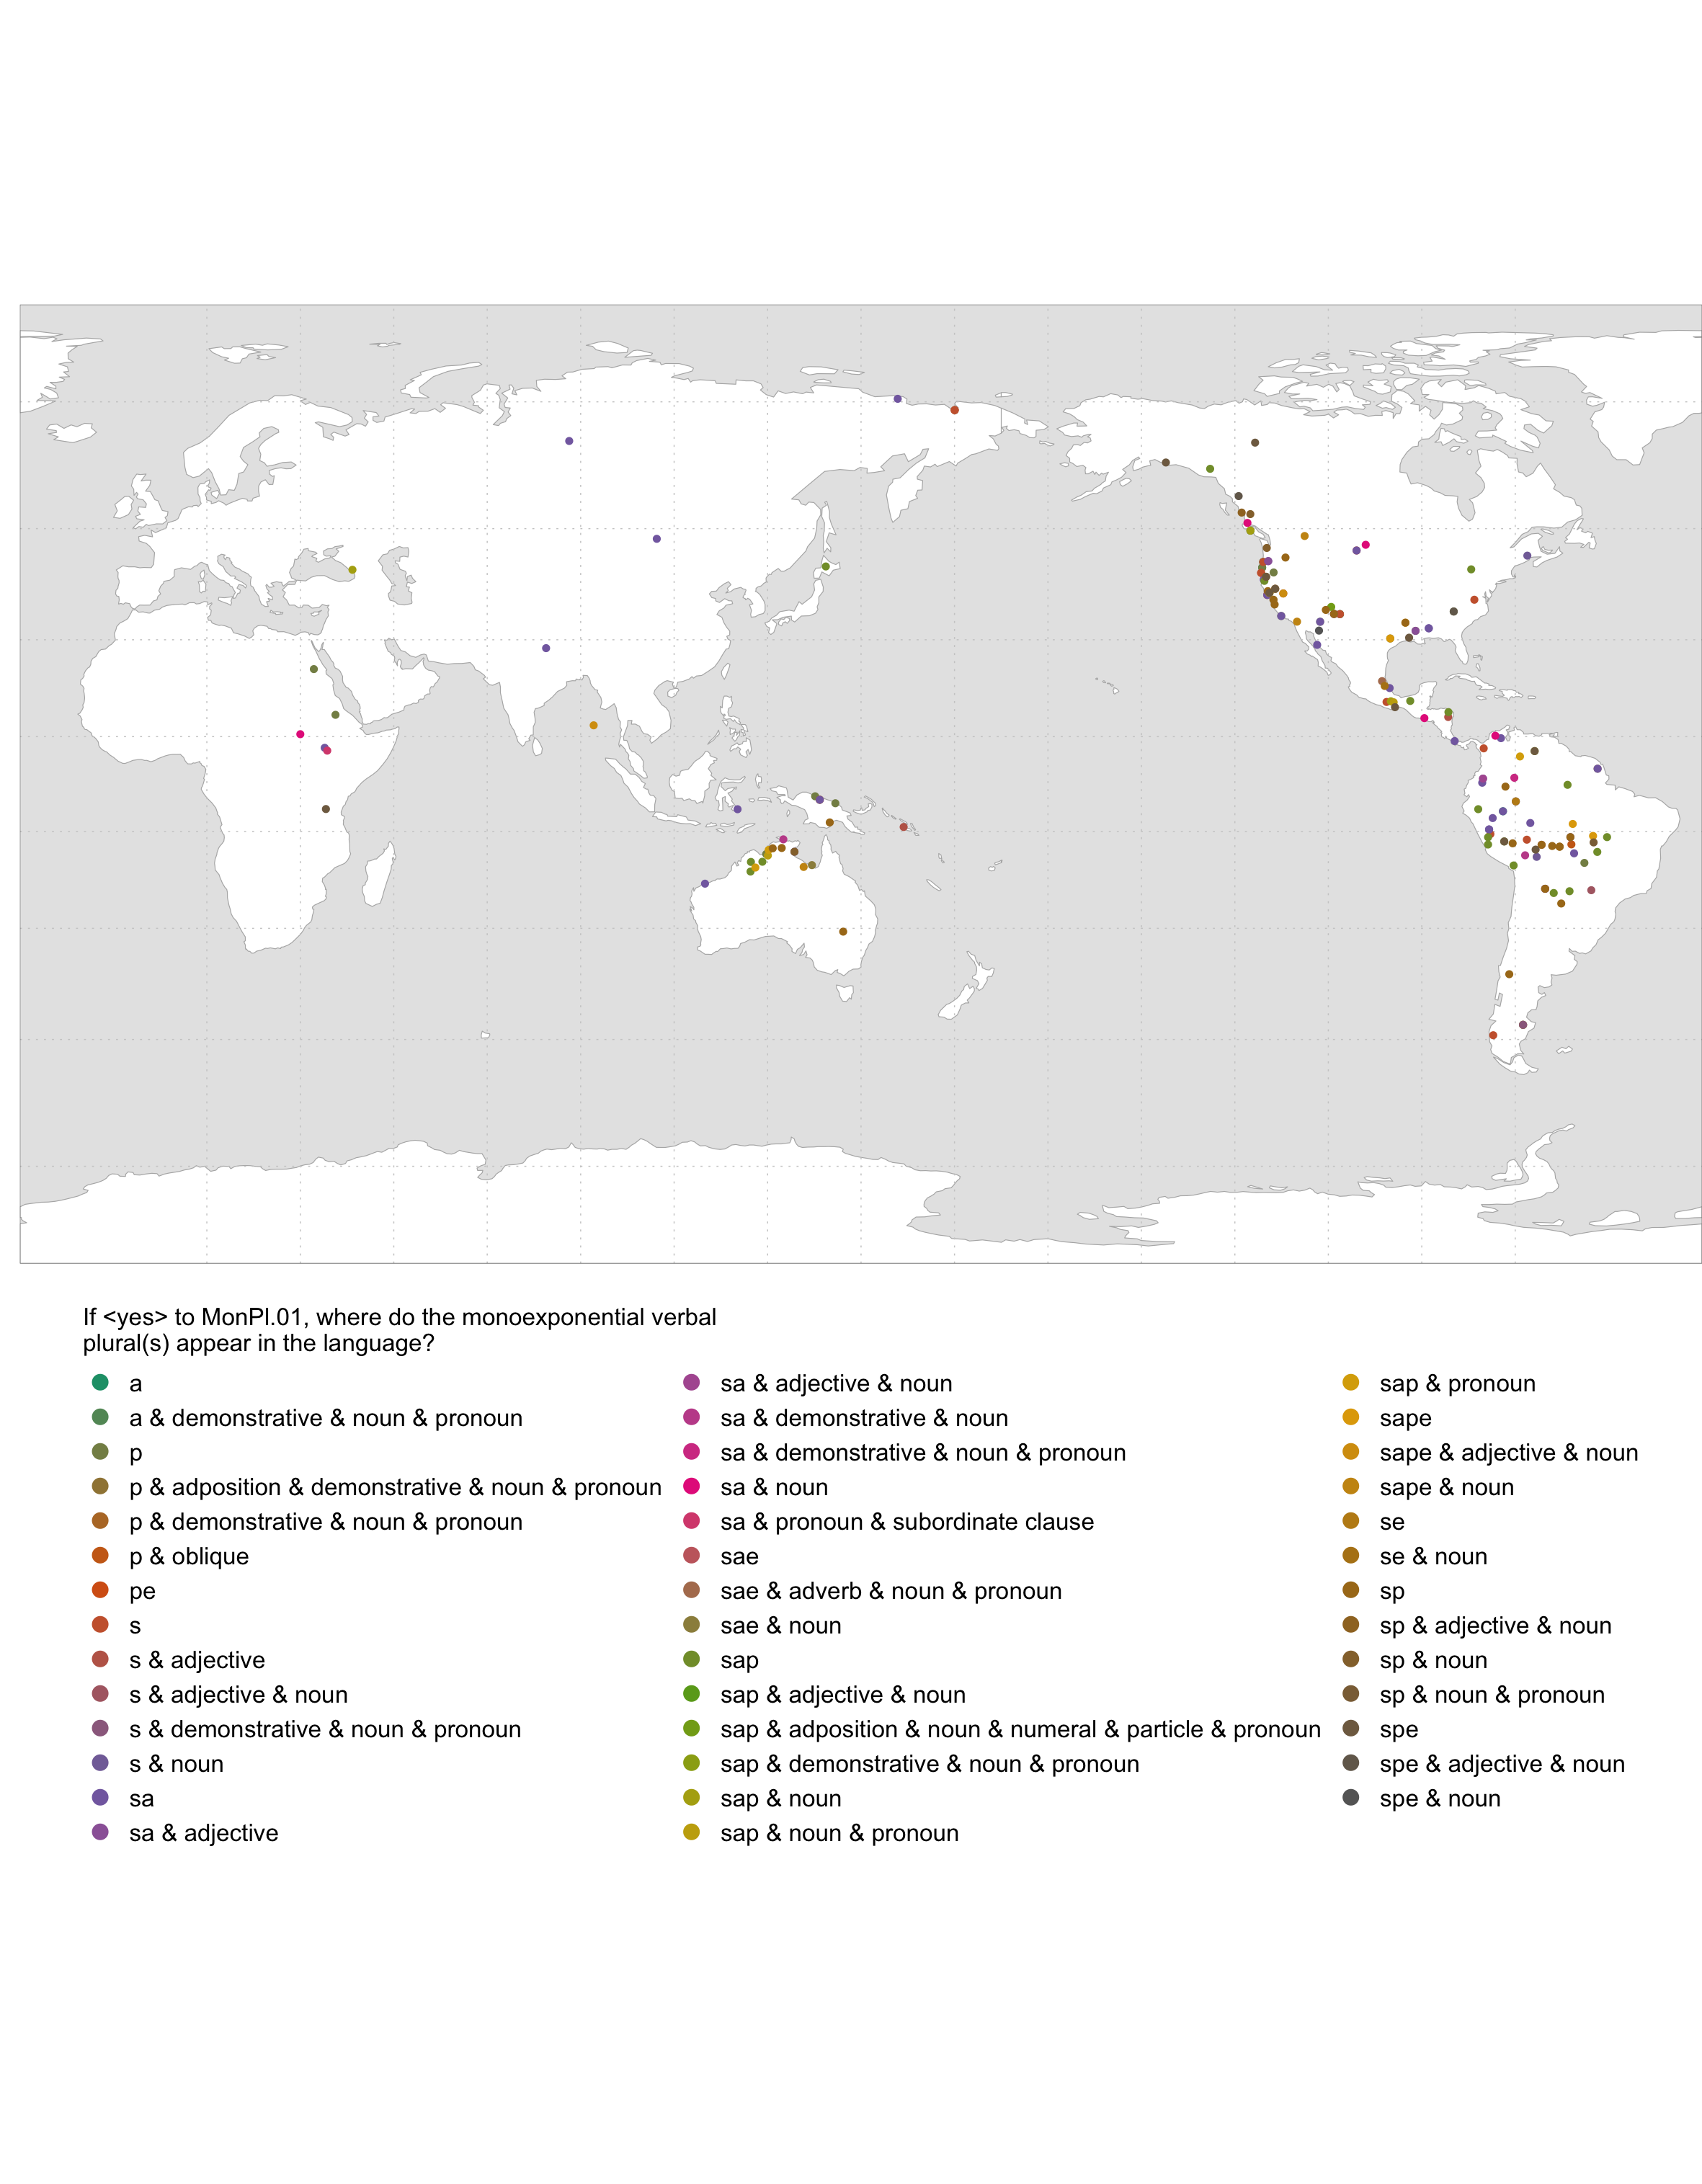 If <yes> to MonPl.01, where do the monoexponential verbal
plural(s) appear in the language?
a
a & demonstrative & noun & pronoun
p
p & adposition & demonstrative & noun & pronoun
p & demonstrative & noun & pronoun
p & oblique
pe
s
s & adjective
s & adjective & noun
s & demonstrative & noun & pronoun
s & noun
sa
sa & adjective
sa & adjective & noun
sa & demonstrative & noun
sa & demonstrative & noun & pronoun
sa & noun
sa & pronoun & subordinate clause
sae
sae & adverb & noun & pronoun
sae & noun
sap
sap & adjective & noun
sap & adposition & noun & numeral & particle & pronoun
sap & demonstrative & noun & pronoun
sap & noun
sap & noun & pronoun
sap & pronoun
sape
sape & adjective & noun
sape & noun
se
se & noun
sp
sp & adjective & noun
sp & noun
sp & noun & pronoun
spe
spe & adjective & noun
spe & noun